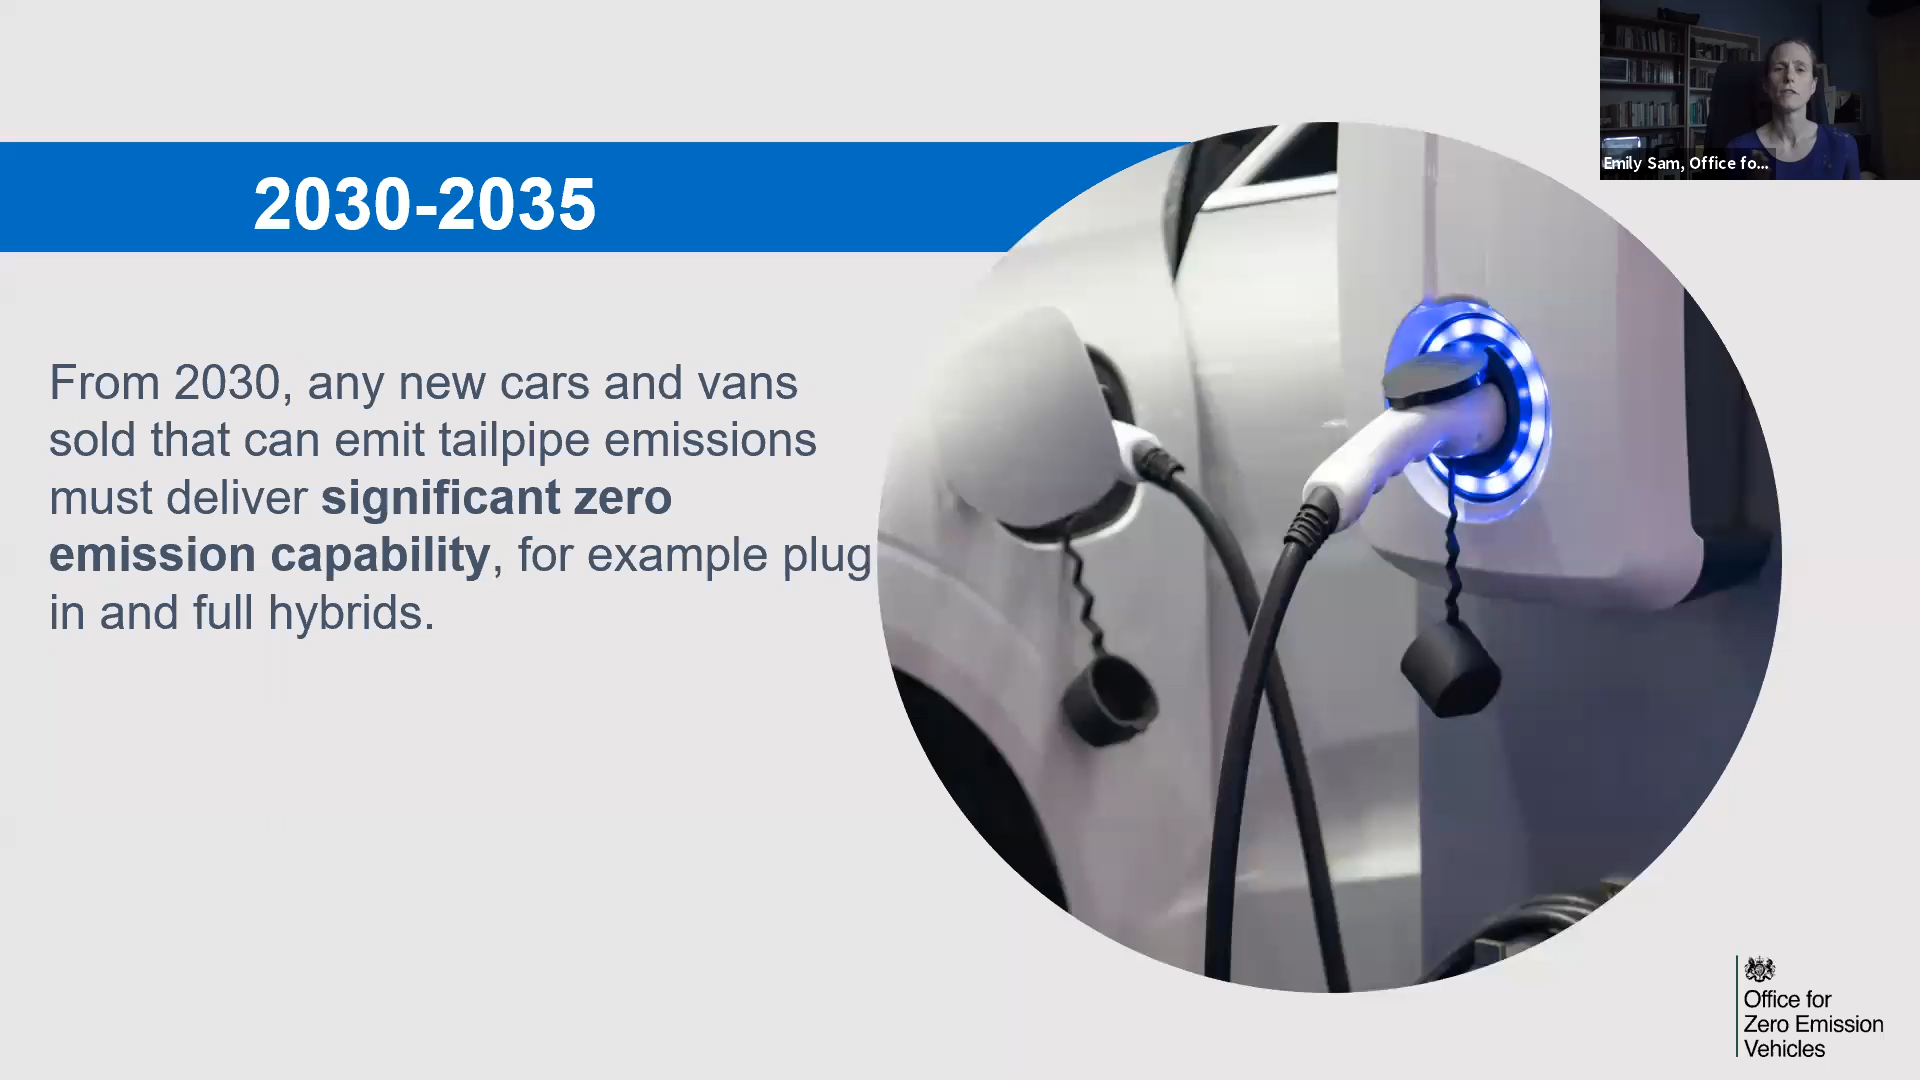 Emily Sam, Office fo...
2030-2035
From 2030, any new cars and vans
sold that can emit tailpipe emissions
must deliver significant zero
emission capability, for example plug
in and full hybrids.
Office for
Zero Emission
Vehicles